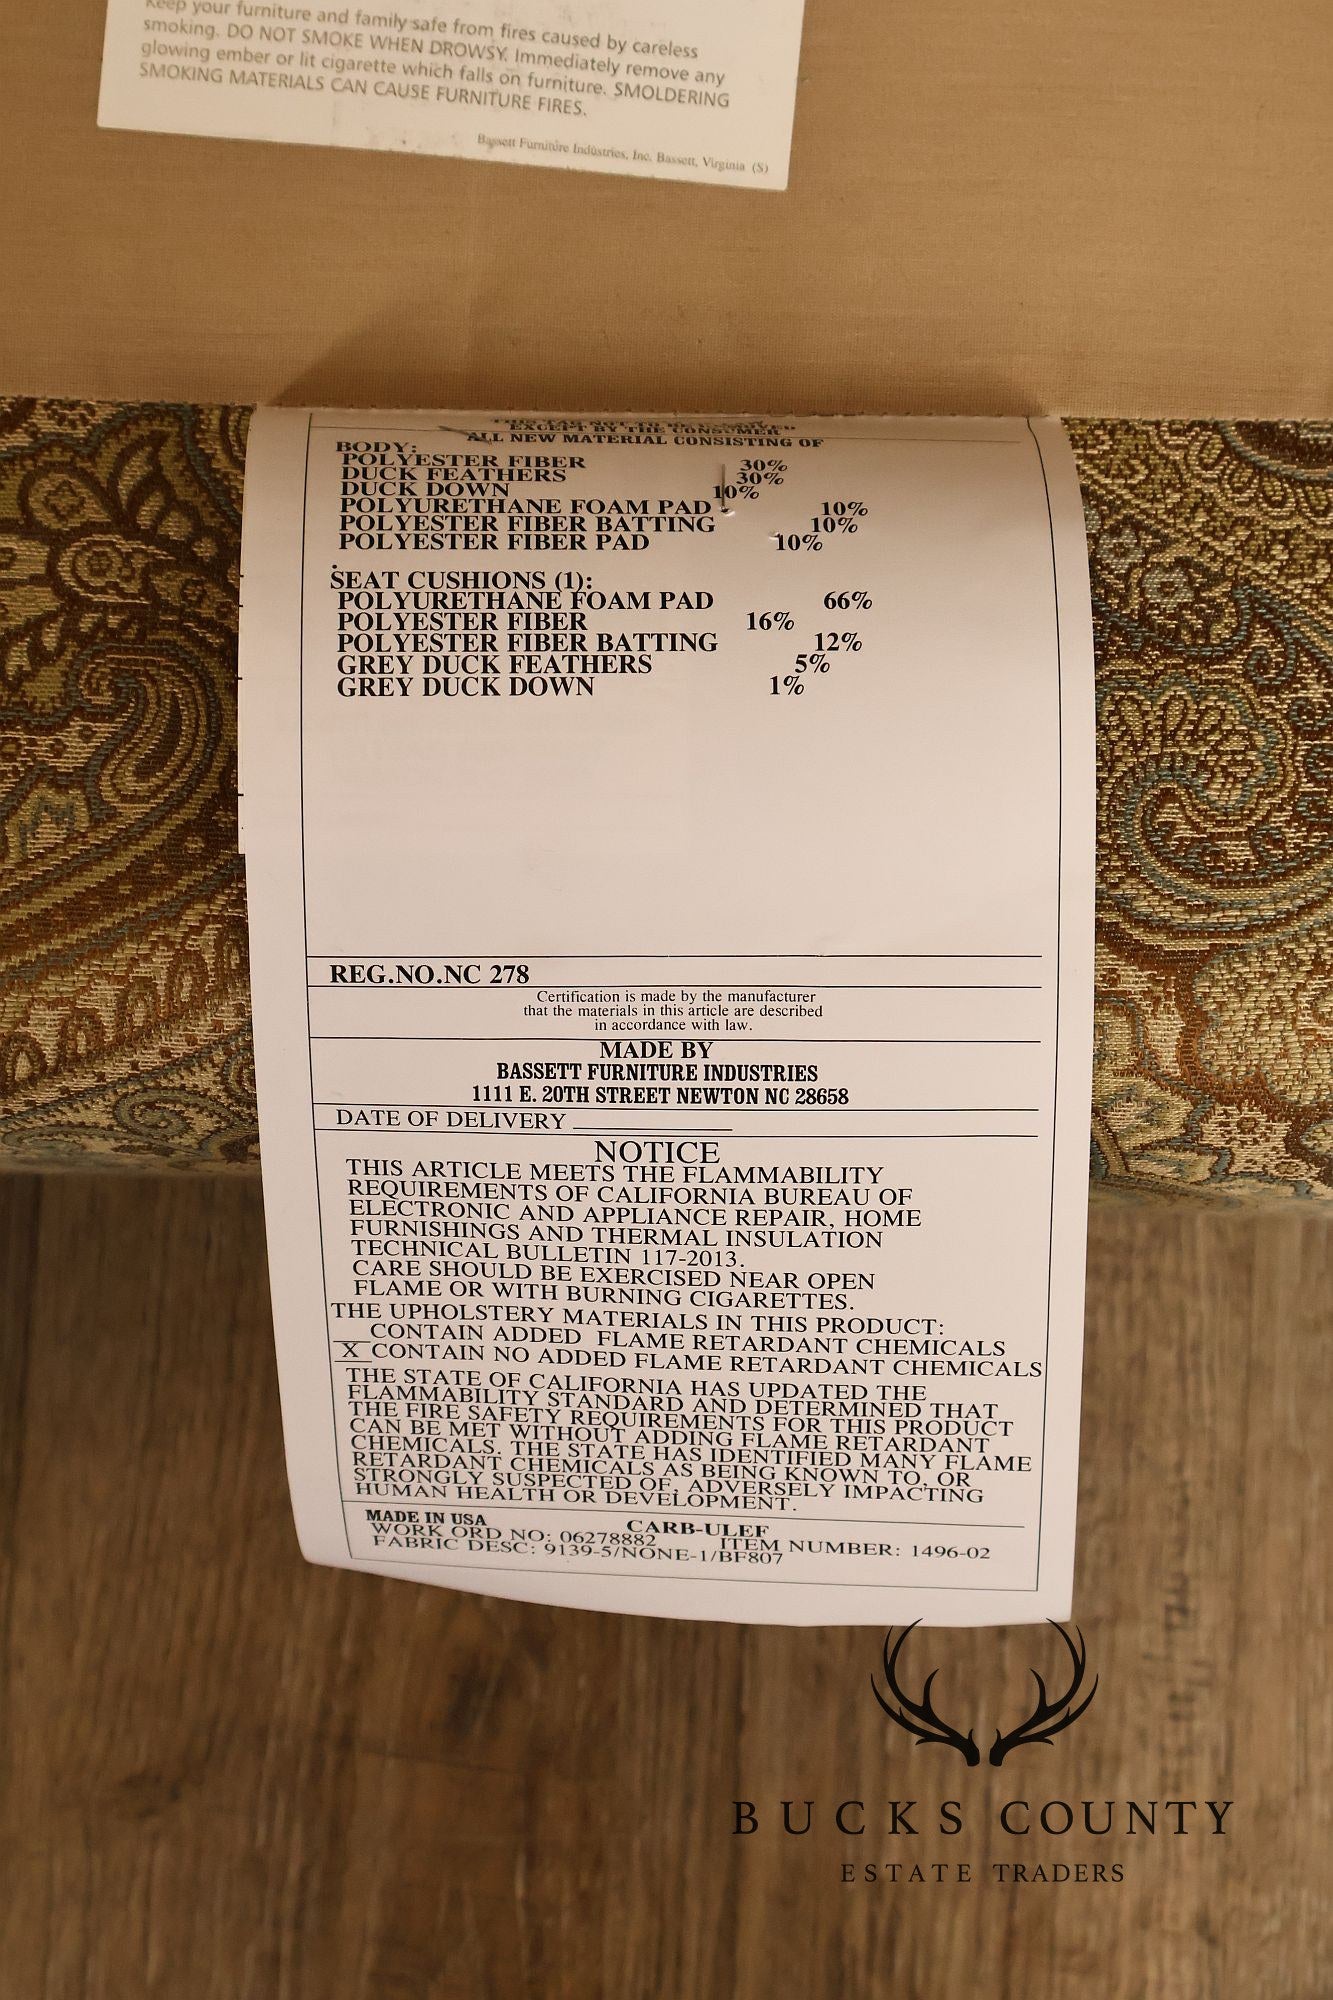 Keep your furniture and family safe from fires caused by careless
smoking. DO NOT SMOKE WHEN DROWSY. Immediately remove any
glowing ember or lit cigarette which falls on furniture. SMOLDERING
SMOKING MATERIALS CAN CAUSE FURNITURE FIRES.
Bassett Furniture Industries, Inc. Bassett, Virginia (S)
THIS TAG NOT TO BE REMOVED
EXCEPT BY THE CONSUMER
ALL NEW MATERIAL CONSISTING OF
BODY:
POLYESTER FIBER 30%
DUCK FEATHERS 30%
DUCK DOWN 10%
POLYURETHANE FOAM PAD 10%
POLYESTER FIBER BATTING 10%
POLYESTER FIBER PAD 10%
.
SEAT CUSHIONS (1):
POLYURETHANE FOAM PAD 66%
POLYESTER FIBER 16%
POLYESTER FIBER BATTING 12%
GREY DUCK FEATHERS 5%
GREY DUCK DOWN 1%
REG.NO.NC 278
Certification is made by the manufacturer
that the materials in this article are described
in accordance with law.
MADE BY
BASSETT FURNITURE INDUSTRIES
1111 E. 20TH STREET NEWTON NC 28658
DATE OF DELIVERY
NOTICE
THIS ARTICLE MEETS THE FLAMMABILITY
REQUIREMENTS OF CALIFORNIA BUREAU OF
ELECTRONIC AND APPLIANCE REPAIR, HOME
FURNISHINGS AND THERMAL INSULATION
TECHNICAL BULLETIN 117-2013.
CARE SHOULD BE EXERCISED NEAR OPEN
FLAME OR WITH BURNING CIGARETTES.
THE UPHOLSTERY MATERIALS IN THIS PRODUCT:
CONTAIN ADDED FLAME RETARDANT CHEMICALS
X CONTAIN NO ADDED FLAME RETARDANT CHEMICALS
THE STATE OF CALIFORNIA HAS UPDATED THE
FLAMMABILITY STANDARD AND DETERMINED THAT
THE FIRE SAFETY REQUIREMENTS FOR THIS PRODUCT
CAN BE MET WITHOUT ADDING FLAME RETARDANT
CHEMICALS. THE STATE HAS IDENTIFIED MANY FLAME
RETARDANT CHEMICALS AS BEING KNOWN TO, OR
STRONGLY SUSPECTED OF, ADVERSELY IMPACTING
HUMAN HEALTH OR DEVELOPMENT.
MADE IN USA CARB-ULEF
WORK ORD NO: 06278882 ITEM NUMBER: 1496-02
FABRIC DESC: 9139-5/NONE-1/BF807
BUCKS COUNTY
ESTATE TRADERS